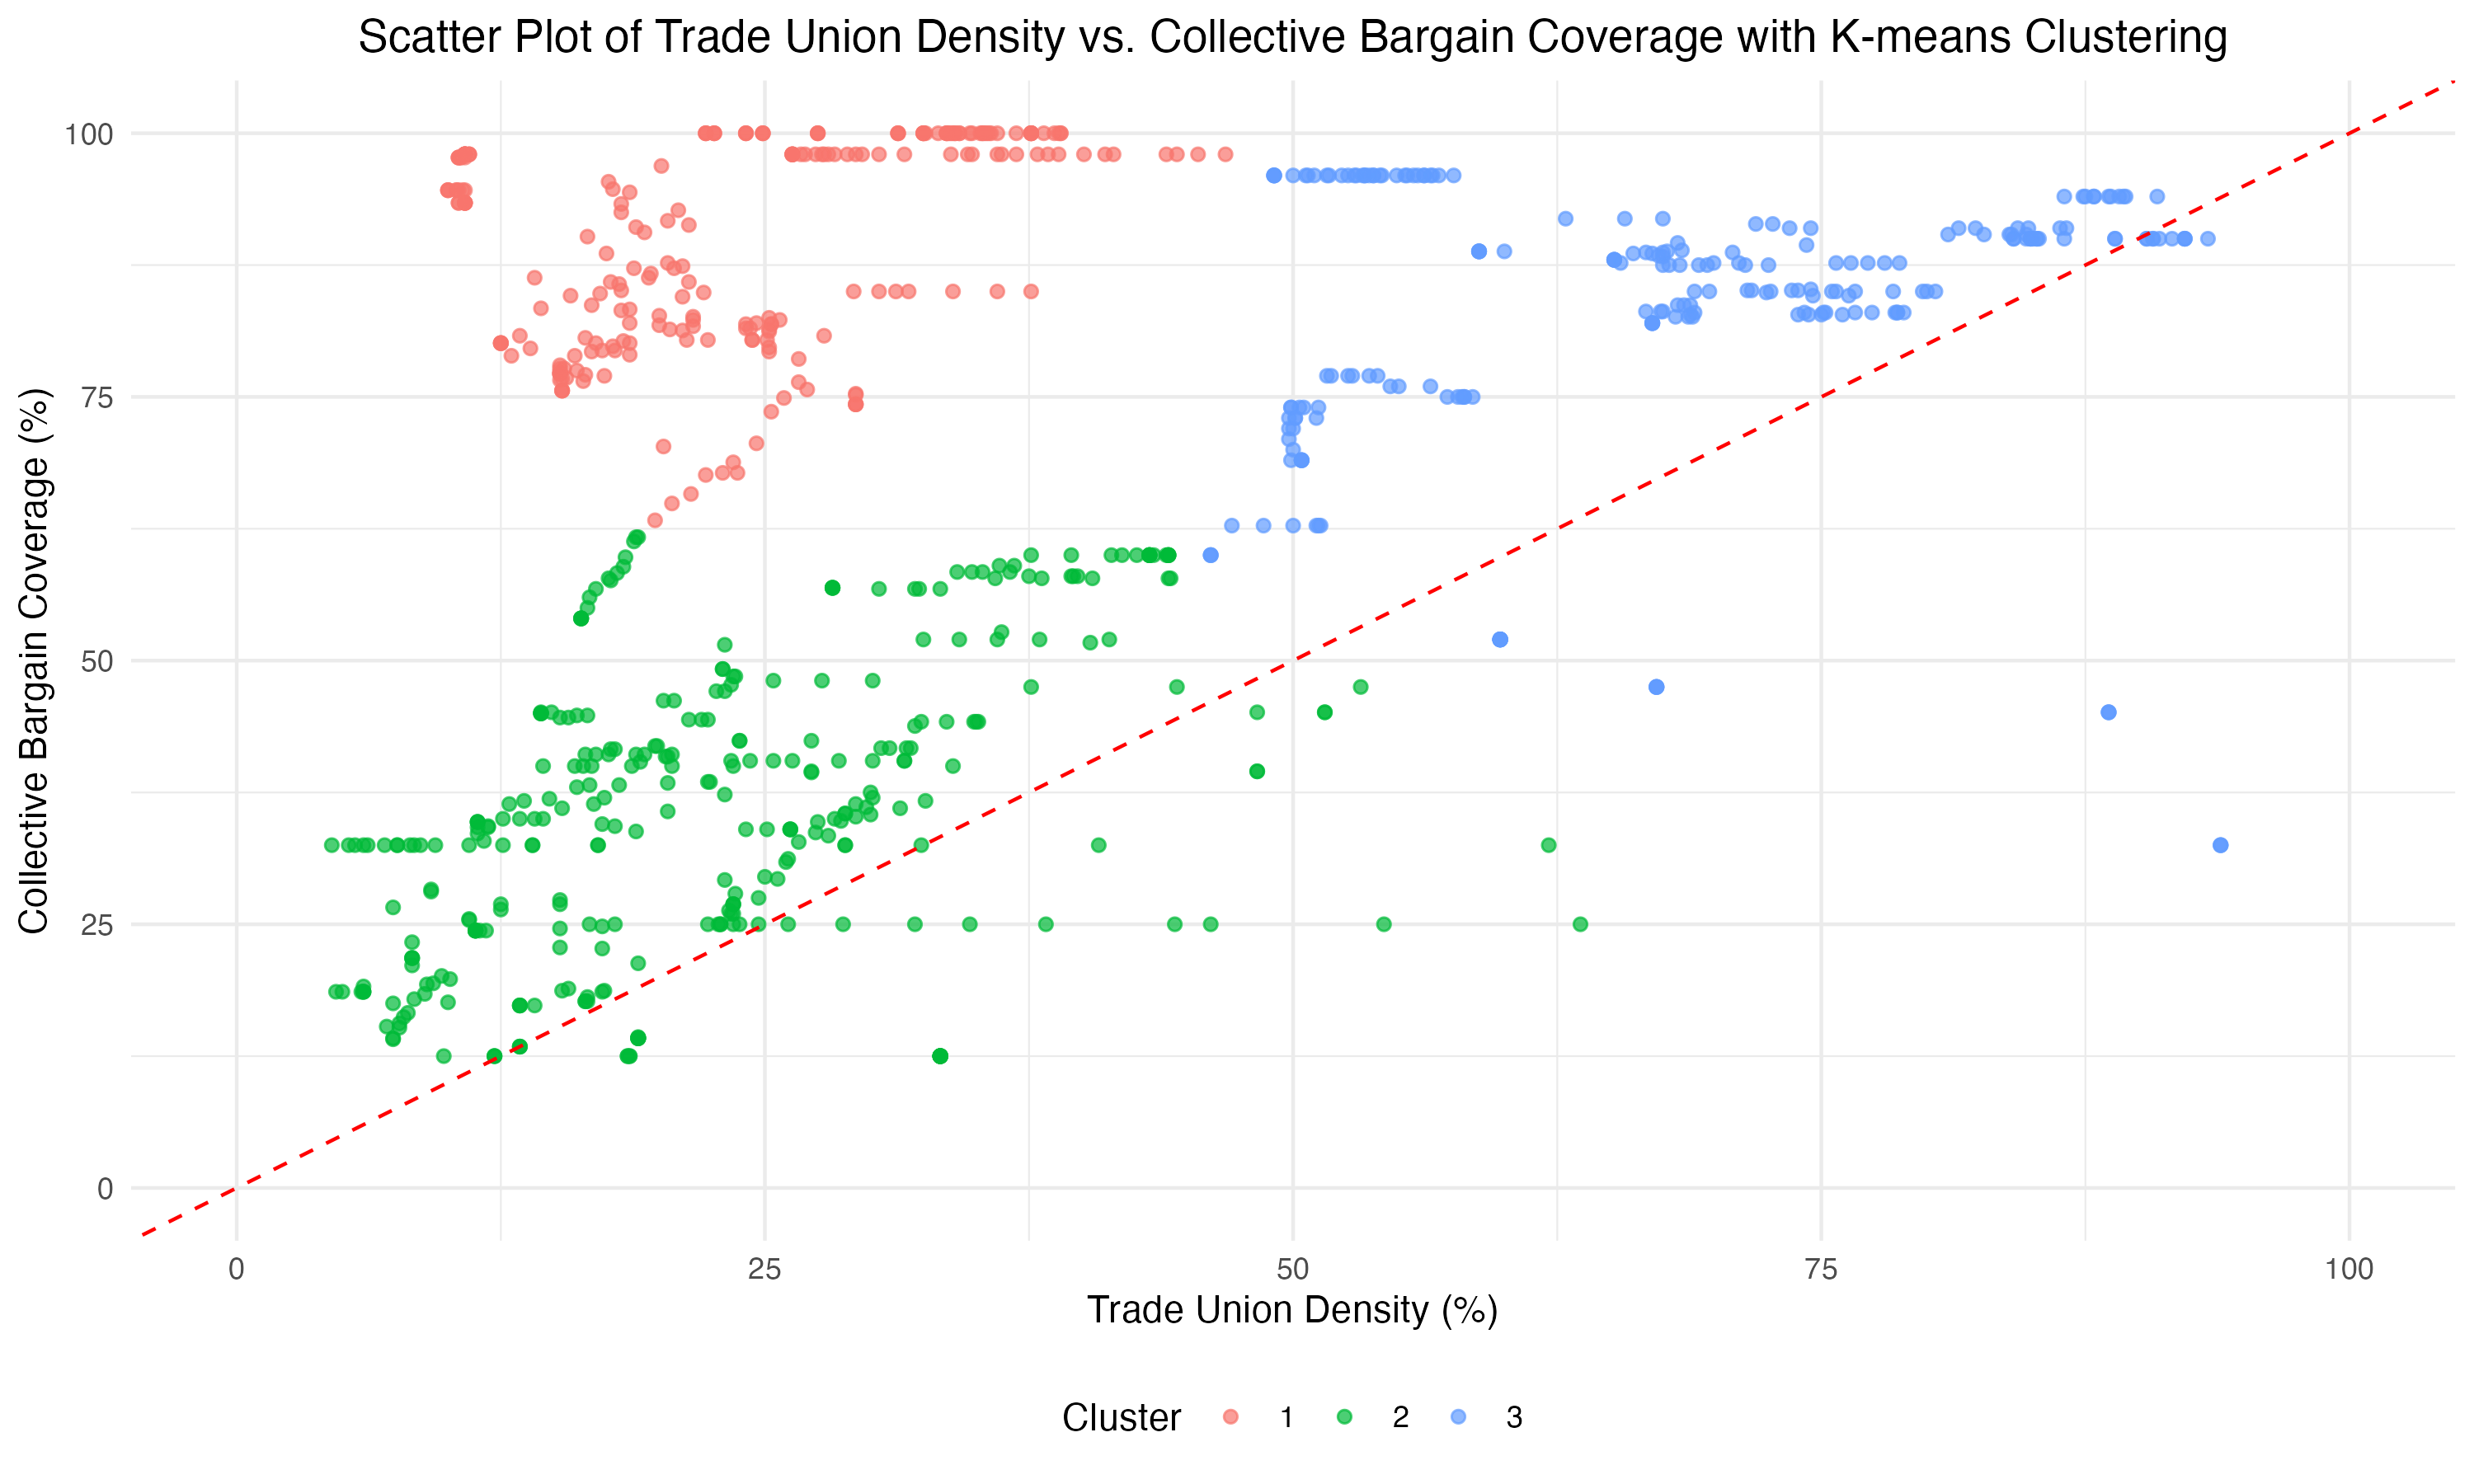 Scatter Plot of Trade Union Density vs. Collective Bargain Coverage with K-means Clustering
Collective Bargain Coverage (%)
100
75
50
25
0
0 25 50 75 100
Trade Union Density (%)
Cluster 1 2 3